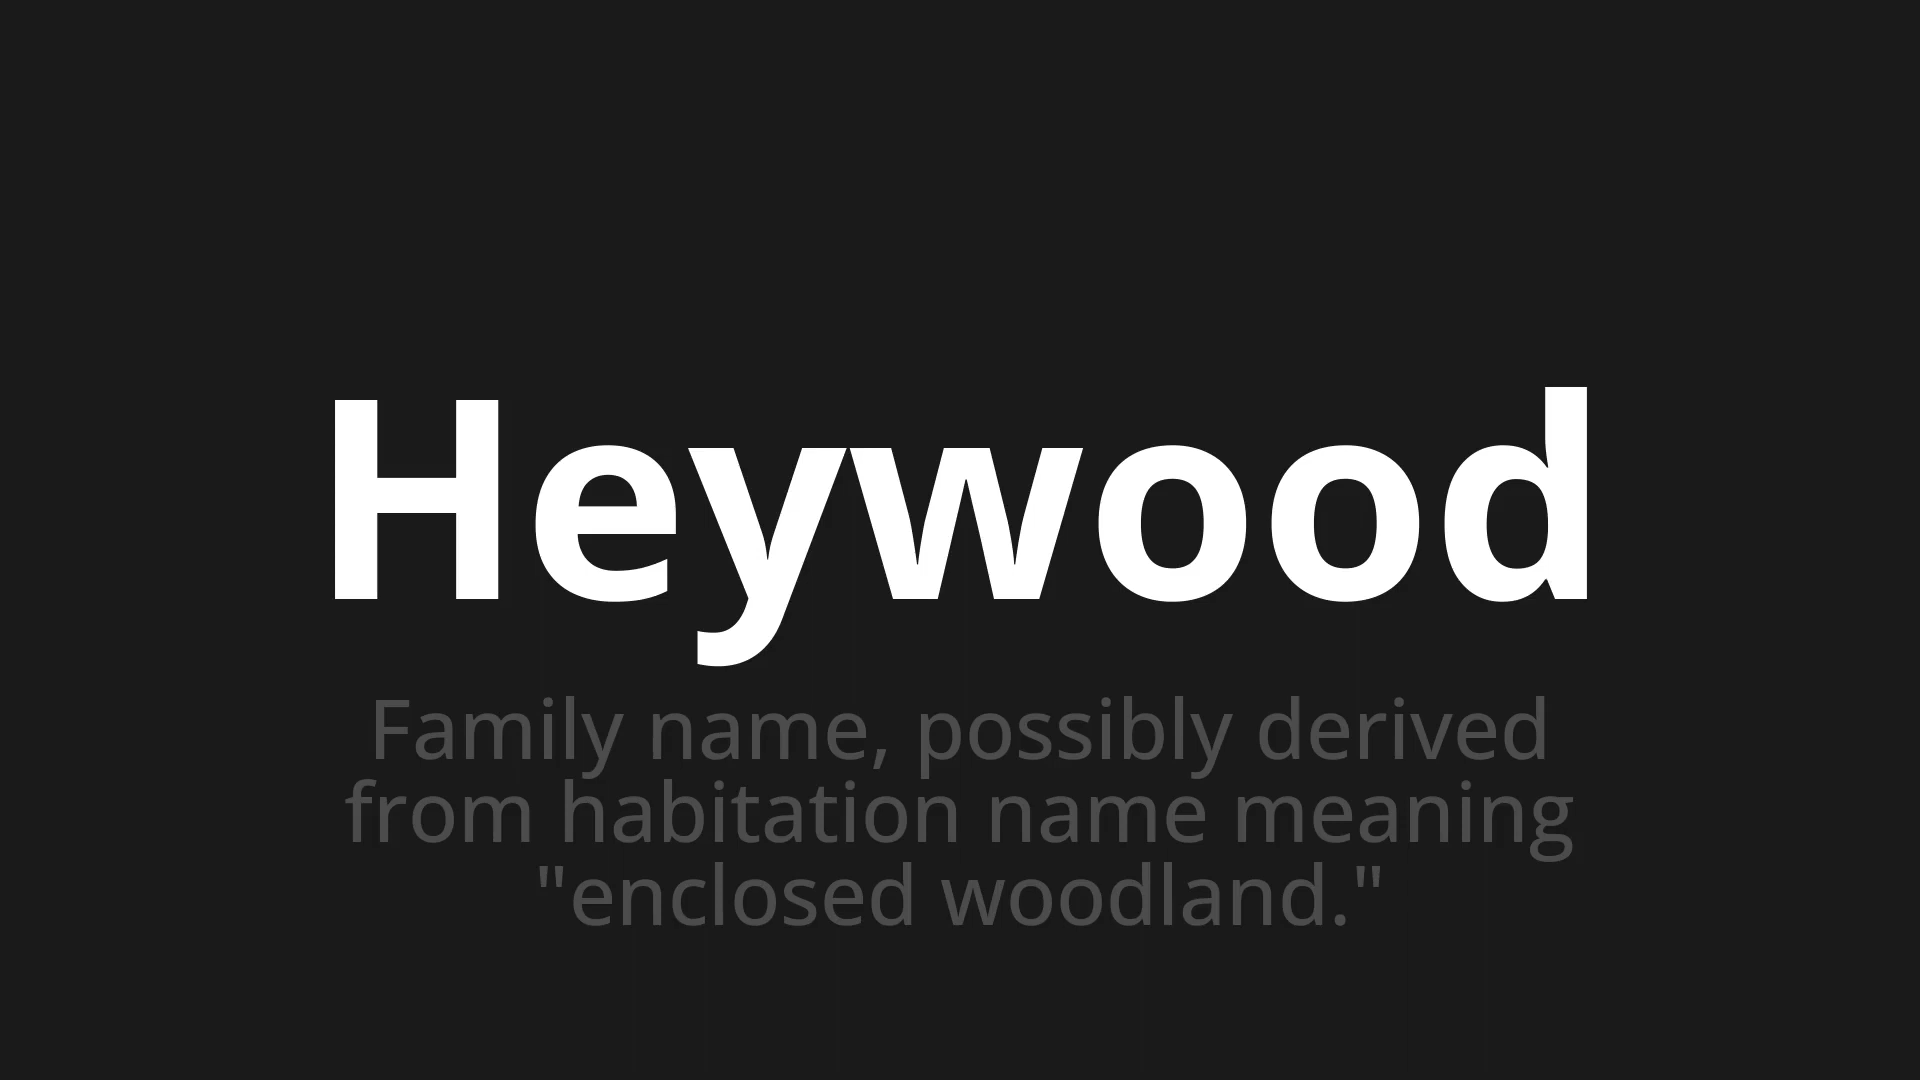 Heywood
Family name, possibly derived
from habitation name meaning
"enclosed woodland."